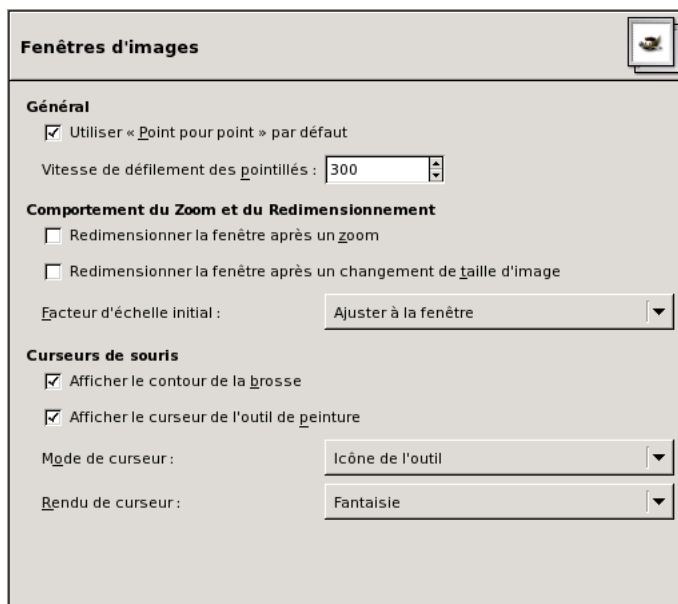 Fenêtres d'images
Général
Utiliser « Point pour point » par défaut
Vitesse de défilement des pointillés : 300
Comportement du Zoom et du Redimensionnement
Redimensionner la fenêtre après un zoom
Redimensionner la fenêtre après un changement de taille d'image
Facteur d'échelle initial : Ajuster à la fenêtre
Curseurs de souris
Afficher le contour de la brosse
Afficher le curseur de l'outil de peinture
Mode de curseur : Icône de l'outil
Rendu de curseur : Fantaisie